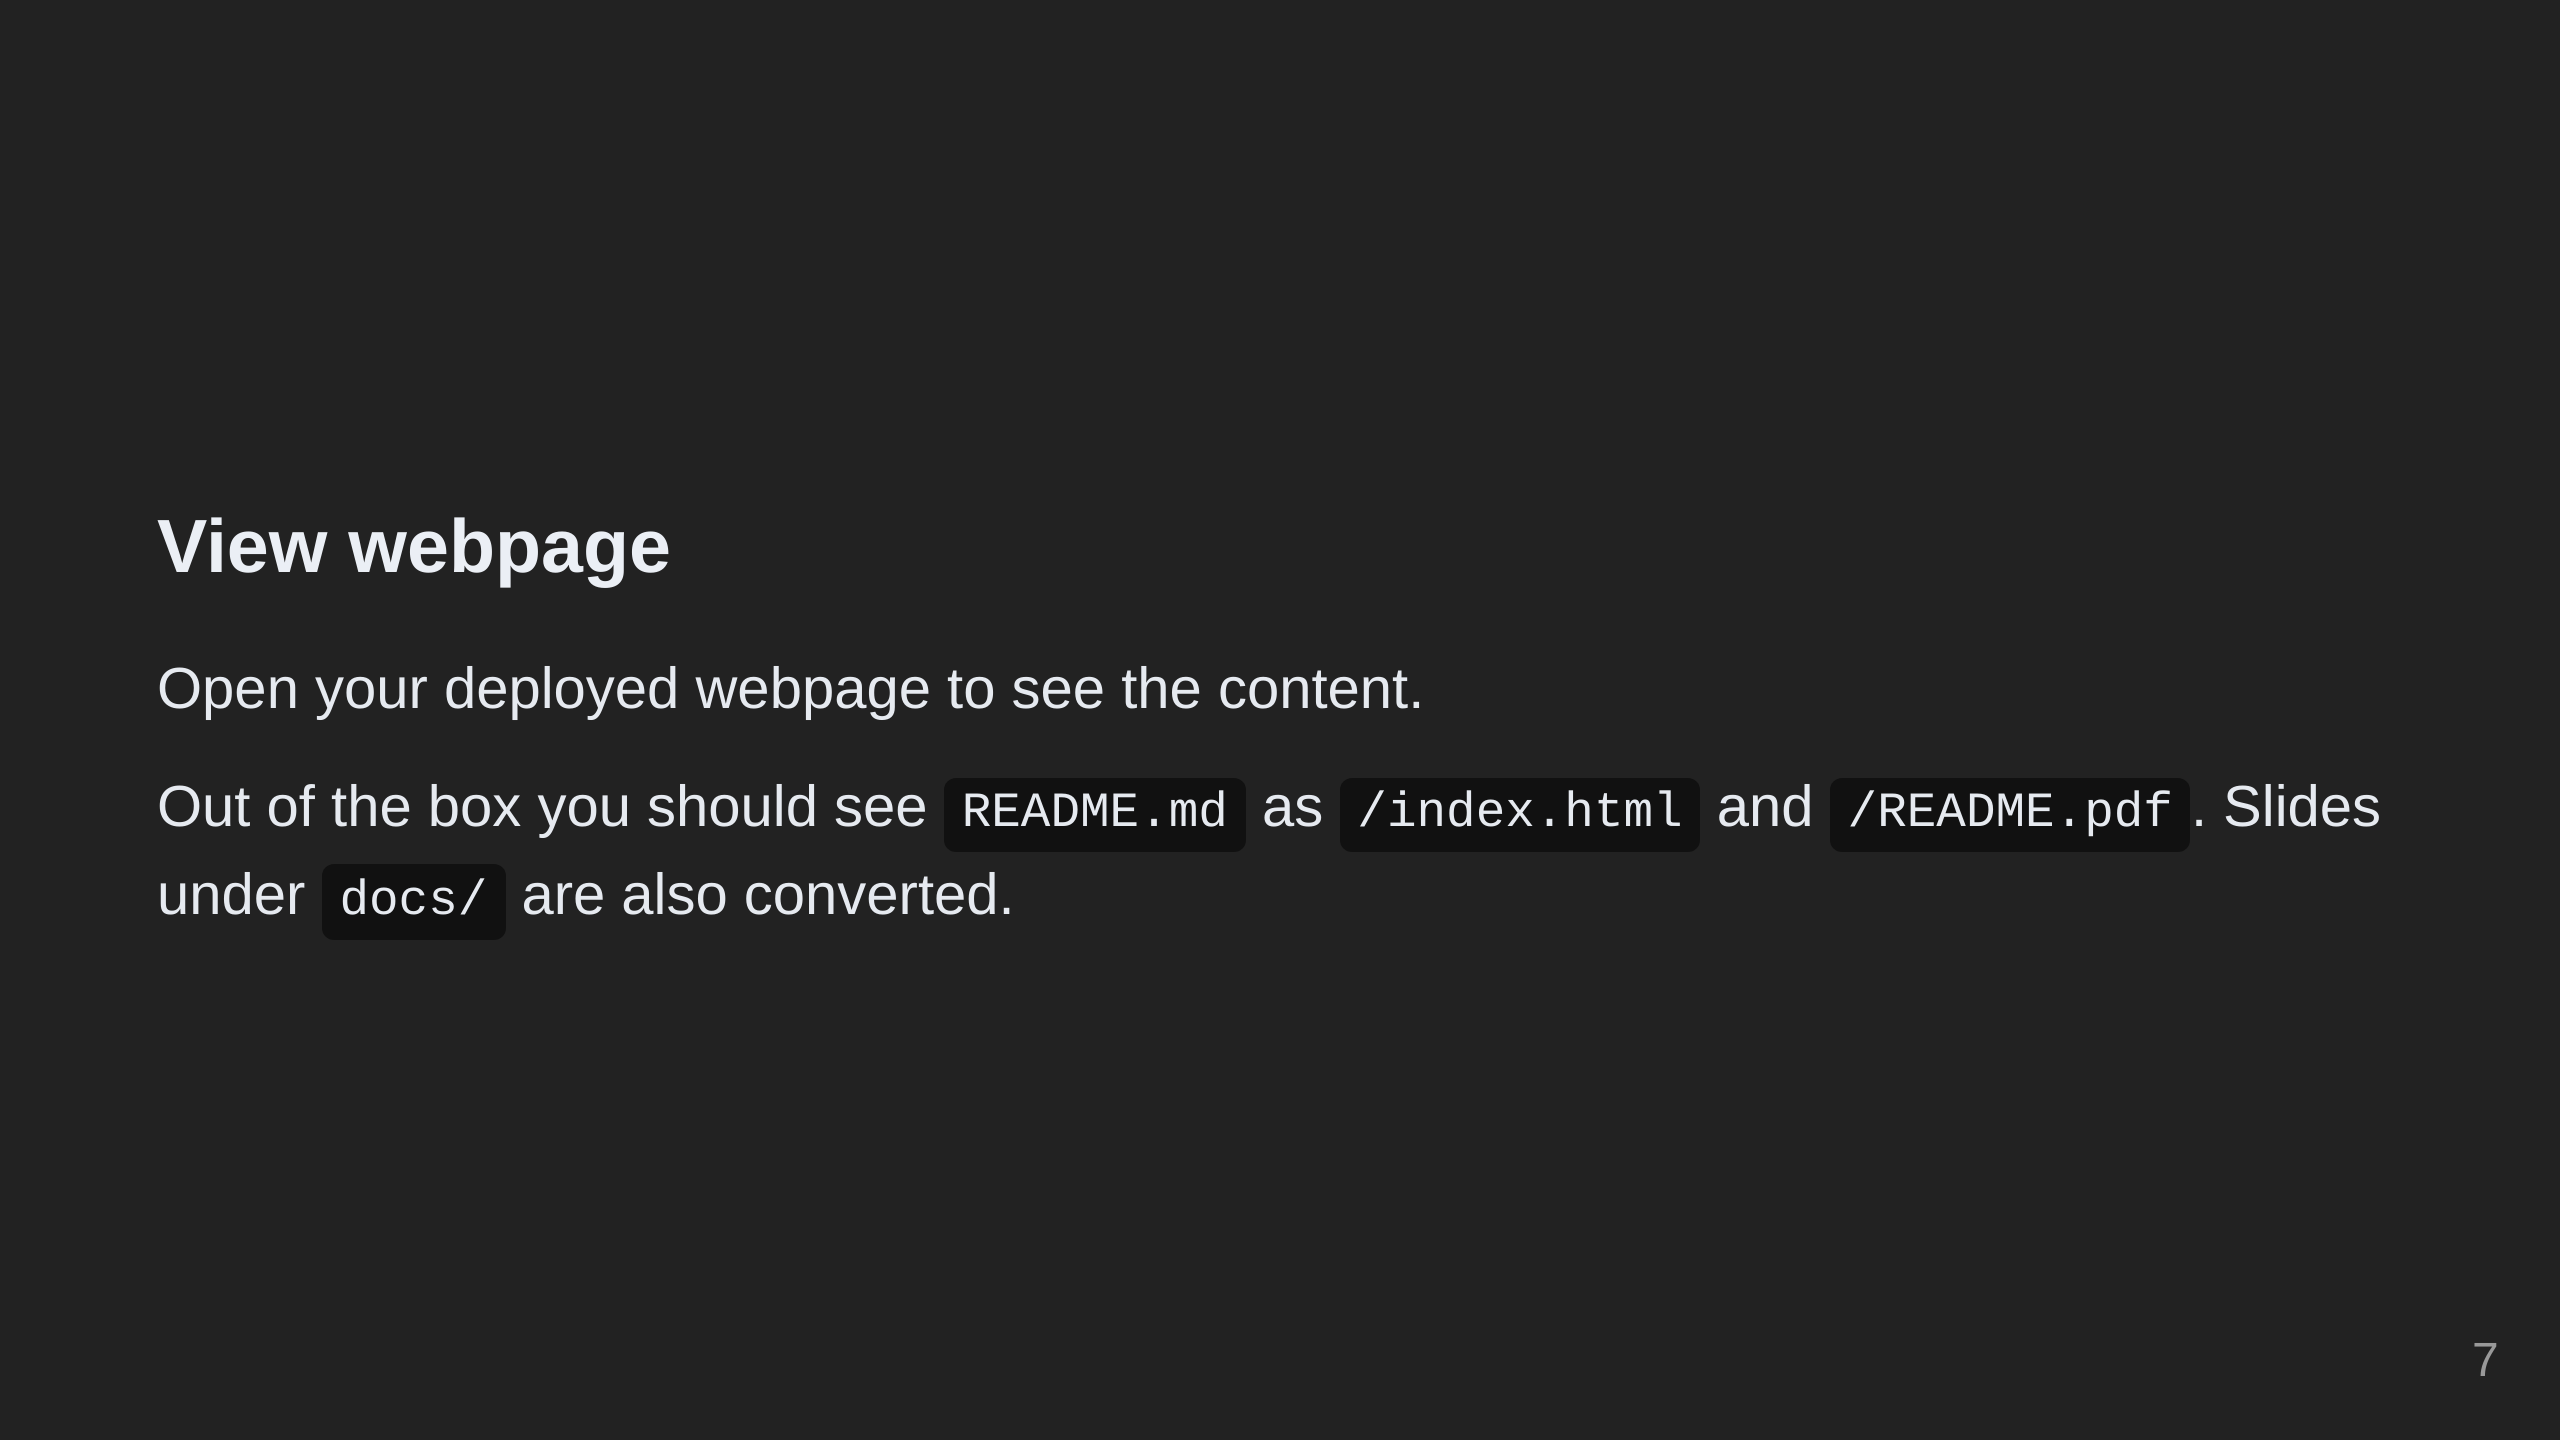 View webpage
Open your deployed webpage to see the content.
Out of the box you should see README.md as /index.html and /README.pdf. Slides
under docs/ are also converted.
7